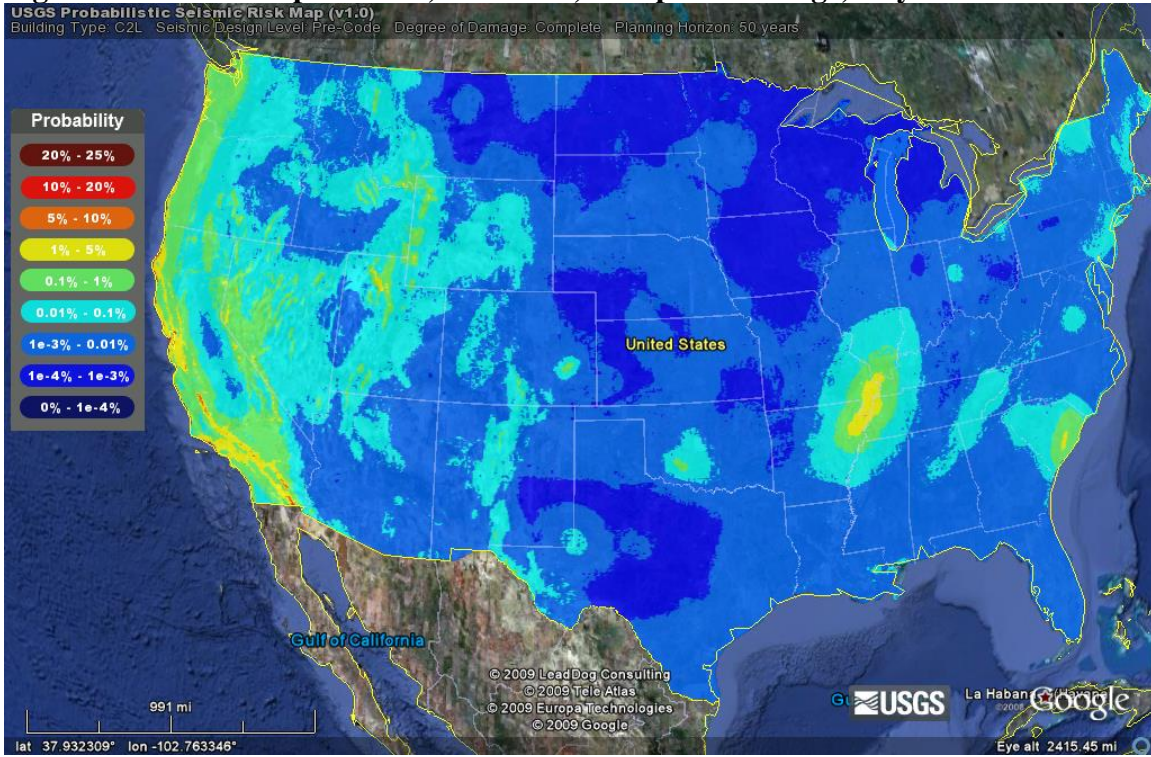 USGS Probabilistic Seismic Risk Map (v1.0)
Building Type: C2L Seismic Design Level: Pre-Code Degree of Damage: Complete Planning Horizon: 50 years
Probability
20% - 25%
10% - 20%
5% - 10%
1% - 5%
0.1% - 1%
0.01% - 0.1%
1e-3% - 0.01%
1e-4% - 1e-3%
0% - 1e-4%
United States
Gulf of California
© 2009 LeadDog Consulting
© 2009 Tele Atlas
© 2009 Europa Technologies
© 2009 Google
USGS
La Habana
Google
991 mi
lat 37.932309° lon -102.763346°
Eye alt 2415.45 mi